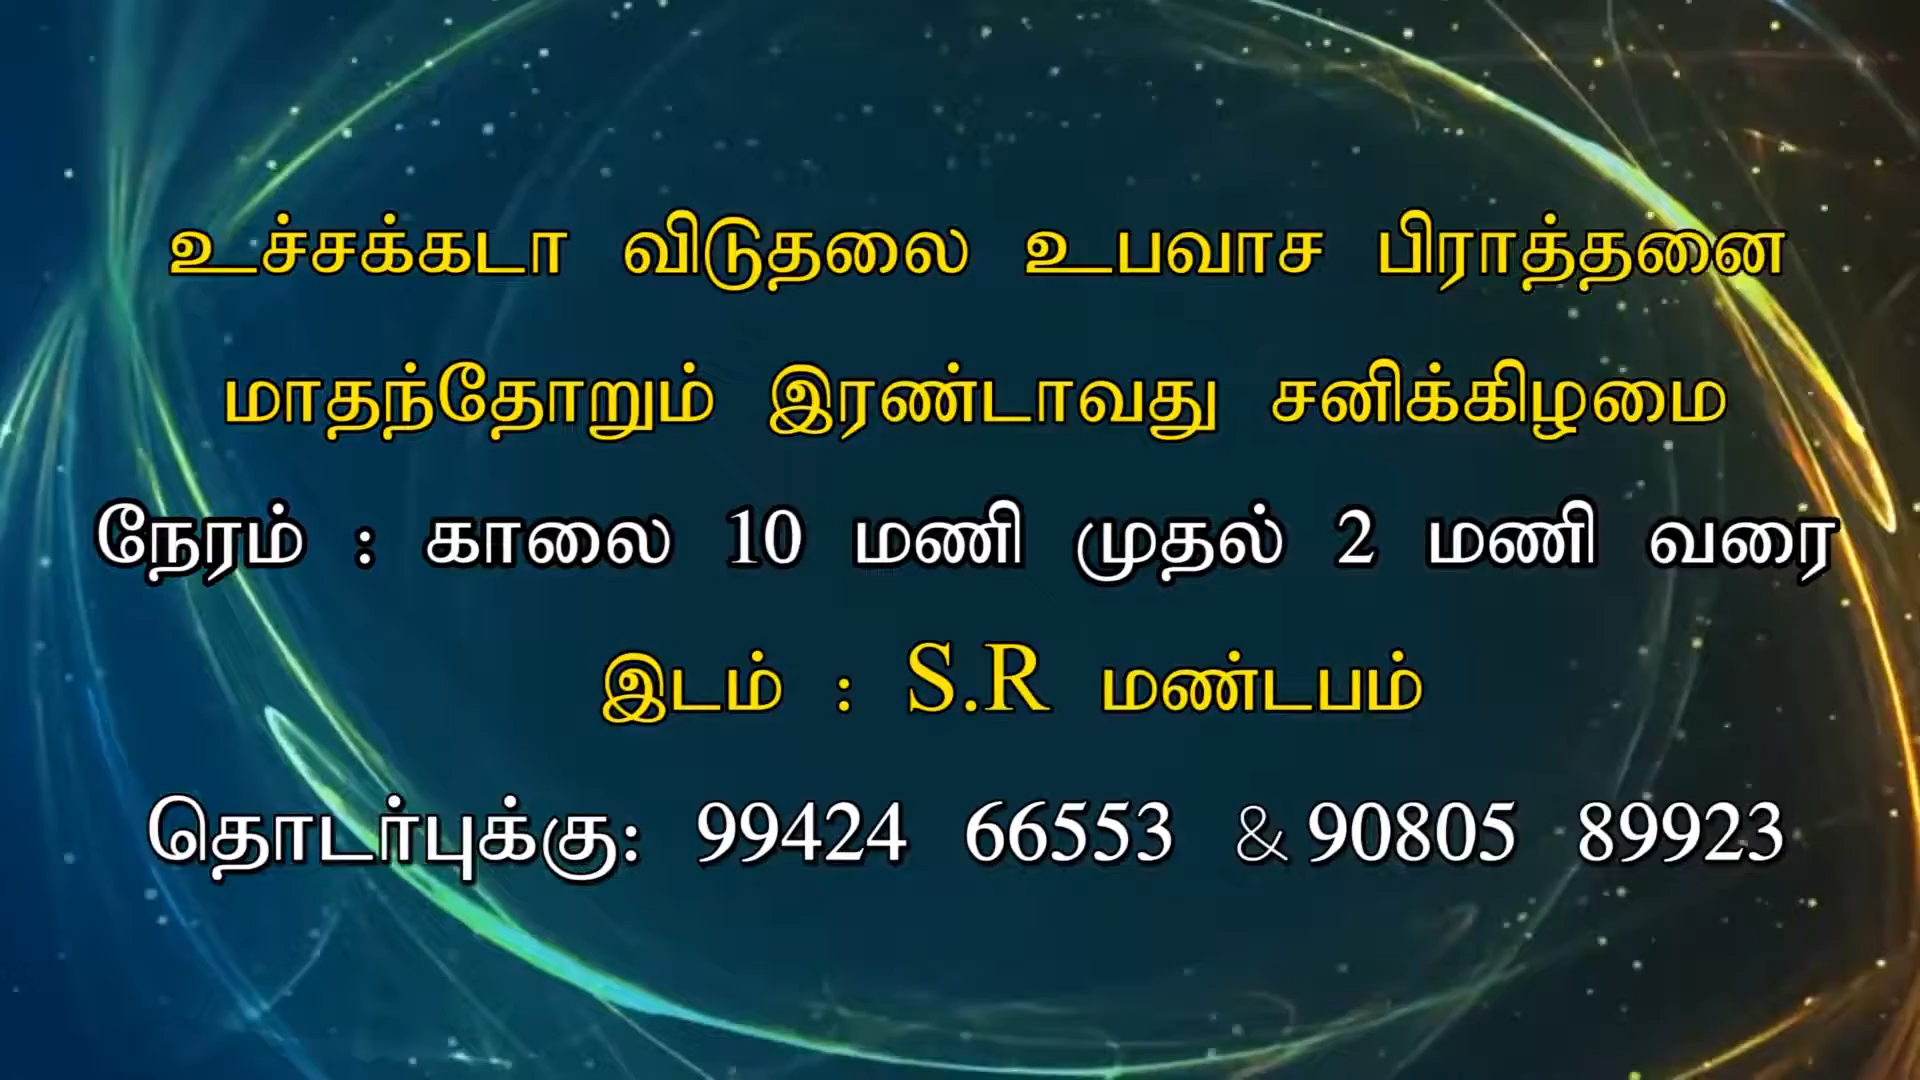 உச்சக்கடா விடுதலை உபவாச பிராத்தனை
மாதந்தோறும் இரண்டாவது சனிக்கிழமை
நேரம் : காலை 10 மணி முதல் 2 மணி வரை
இடம் : S.R மண்டபம்
தொடர்புக்கு: 99424 66553 & 90805 89923